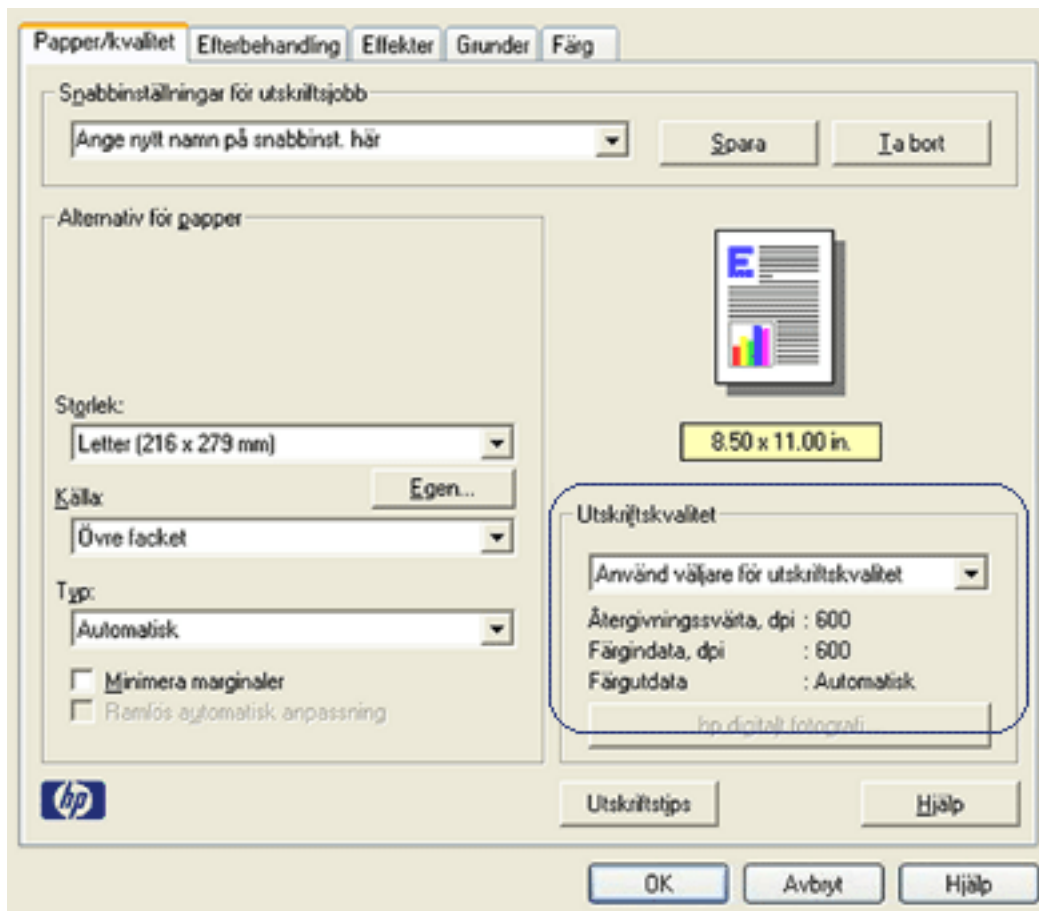 Papper/kvalitet Efterbehandling Effekter Grunder Färg
Snabbinställningar för utskriftsjobb
Ange nytt namn på snabbinst. här
Spara
Ta bort
Alternativ för papper
Storlek:
Letter (216 x 279 mm)
Egen...
Källa:
Övre facket
Typ:
Automatisk
Minimera marginaler
Ramlös automatisk anpassning
E
8.50 x 11.00 in.
Utskriftskvalitet
Använd väljare för utskriftskvalitet
Återgivningssvärta, dpi : 600
Färgindata, dpi : 600
Färgutdata : Automatisk
hp digitalt fotografi...
hp
Utskriftstips
Hjälp
OK
Avbryt
Hjälp